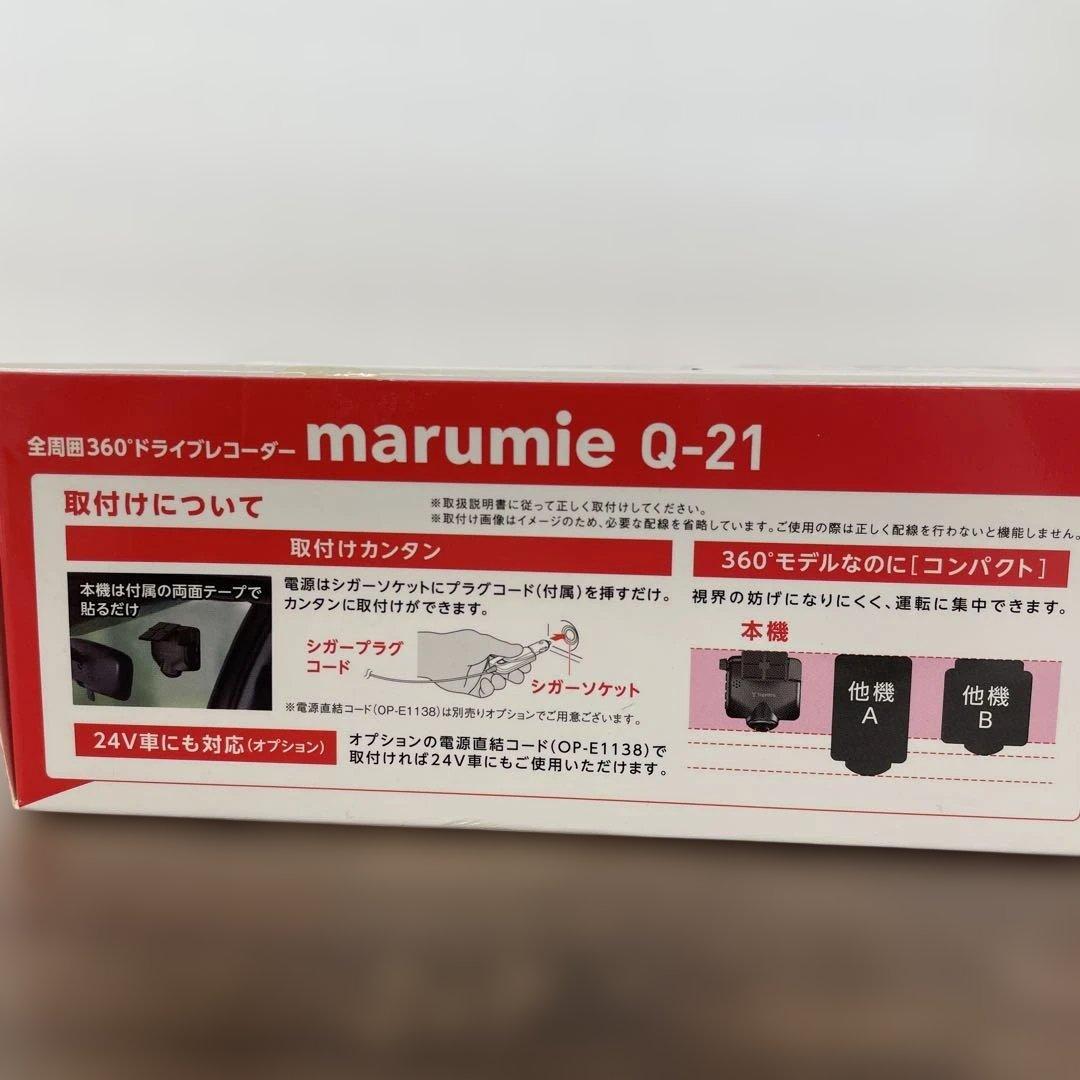 全周囲360°ドライブレコーダー marumie Q-21
取付けについて
※取扱説明書に従って正しく取付けしてください。
※取付け画像はイメージのため、必要な配線を省略しています。ご使用の際は正しく配線を行わないと機能しません。
取付けカンタン
本機は付属の両面テープで
貼るだけ
電源はシガーソケットにプラグコード(付属)を挿すだけ。
カンタンに取付けができます。
シガープラグ
コード
シガーソケット
※電源直結コード(OP-E1138)は別売りオプションでご用意ございます。
24V車にも対応(オプション)
オプションの電源直結コード(OP-E1138)で
取付ければ24V車にもご使用いただけます。
360°モデルなのに[コンパクト]
視界の妨げになりにくく、運転に集中できます。
本機
他機
A
他機
B